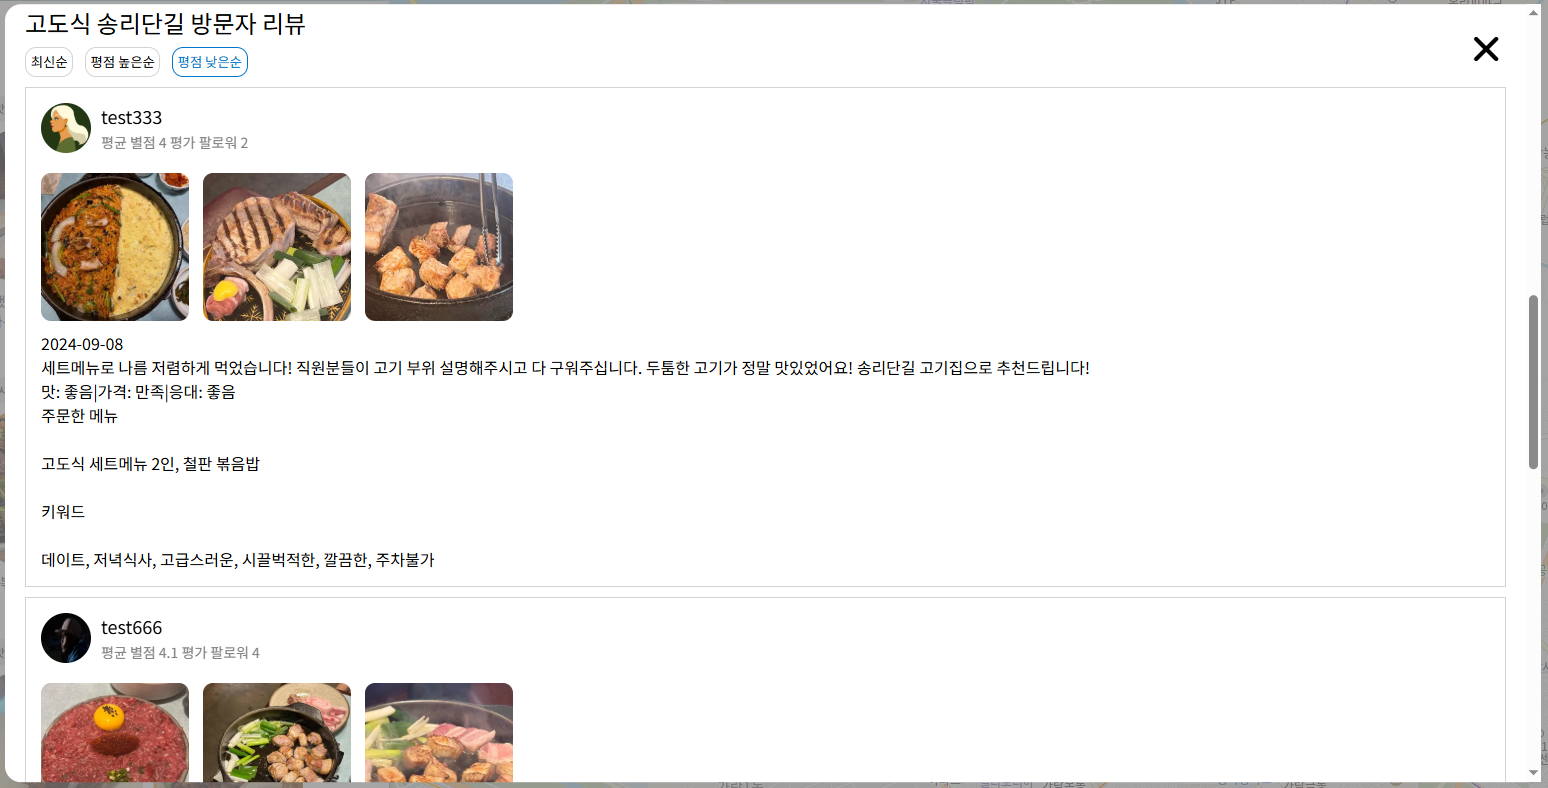 고도식 송리단길 방문자 리뷰
최신순 평점 높은순 평점 낮은순
test333
평균 별점 4 평가 팔로워 2
2024-09-08
세트메뉴로 나름 저렴하게 먹었습니다! 직원분들이 고기 부위 설명해주시고 다 구워주십니다. 두툼한 고기가 정말 맛있었어요! 송리단길 고기집으로 추천드립니다!
맛: 좋음|가격: 만족|응대: 좋음
주문한 메뉴
고도식 세트메뉴 2인, 철판 볶음밥
키워드
데이트, 저녁식사, 고급스러운, 시끌벅적한, 깔끔한, 주차불가
test666
평균 별점 4.1 평가 팔로워 4